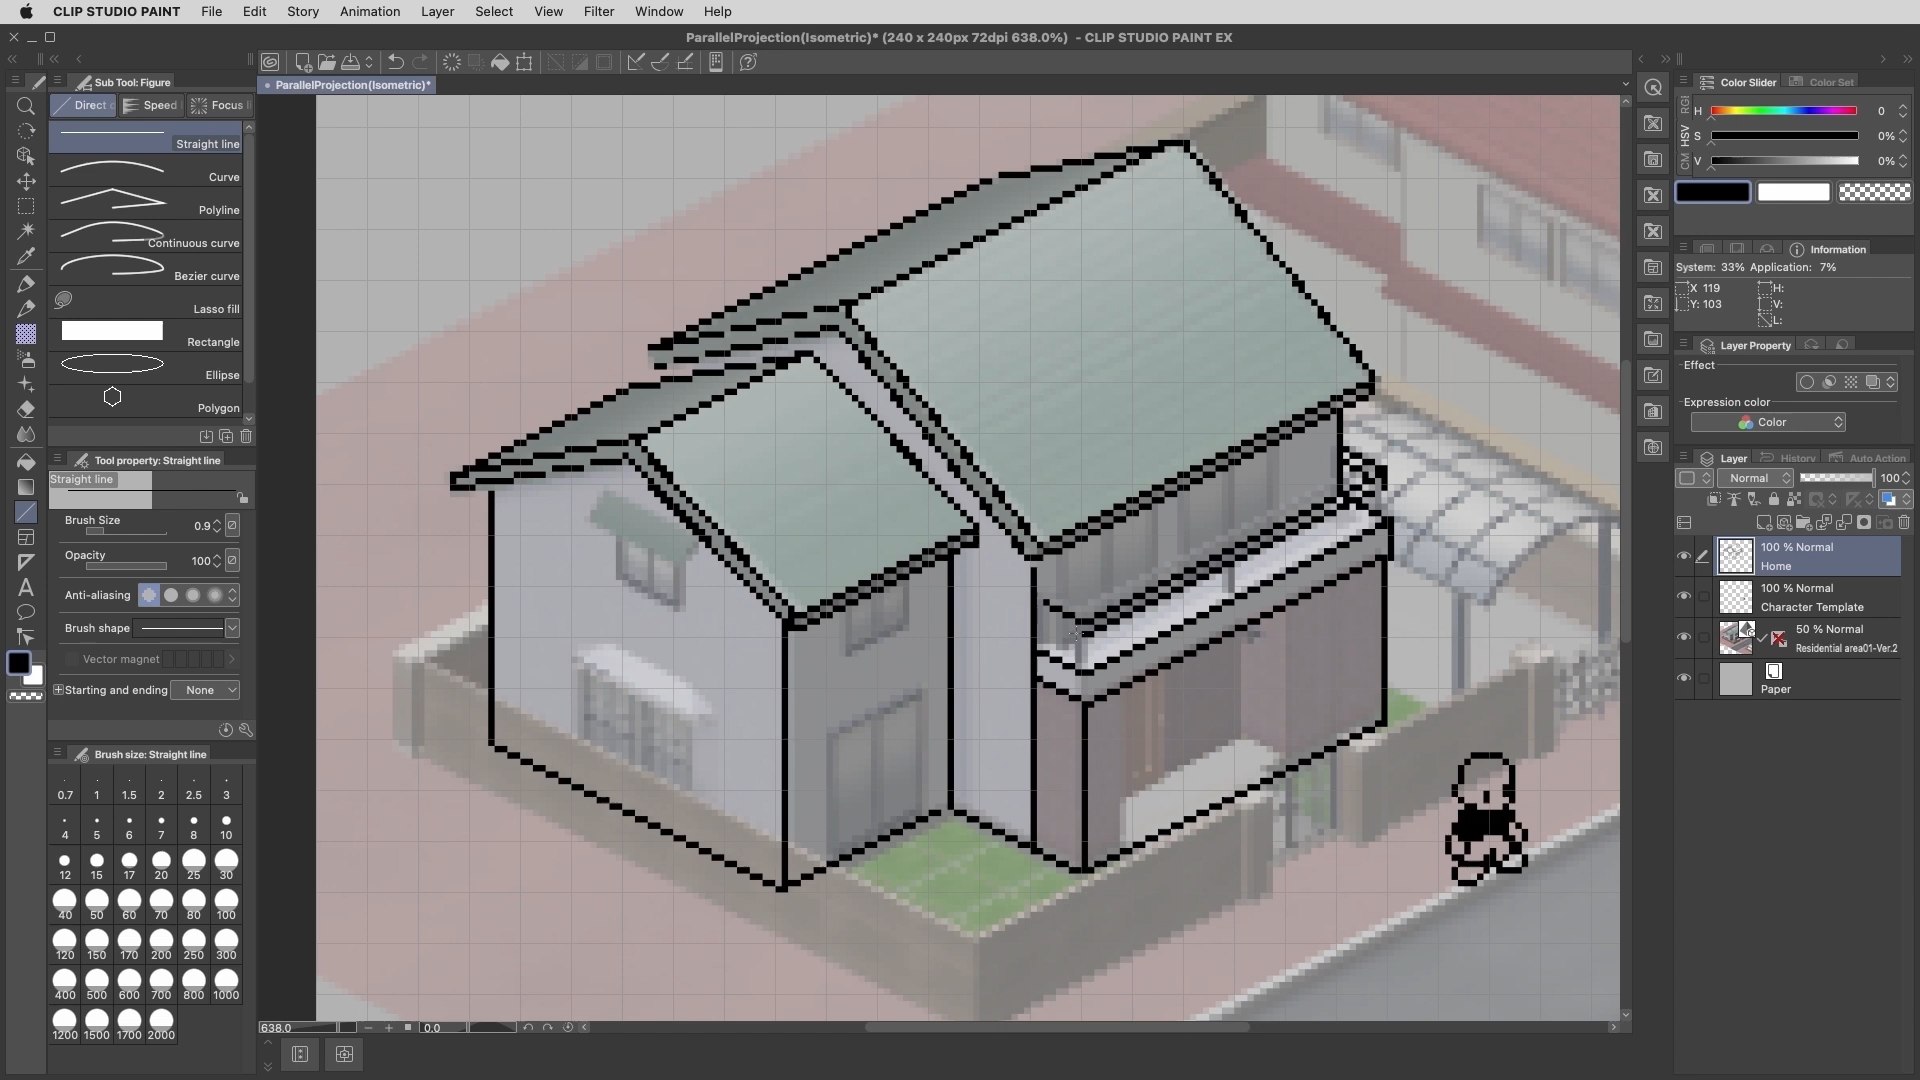 CLIP STUDIO PAINT File Edit Story Animation Layer Select View Filter Window Help
ParallelProjection(Isometric)* (240 x 240px 72dpi 638.0%) - CLIP STUDIO PAINT EX
Sub Tool: Figure
ParallelProjection(Isometric)*
Direct
Speed
Focus
Straight line
Curve
Polyline
Continuous curve
Bezier curve
Lasso fill
Rectangle
Ellipse
Polygon
Tool property: Straight line
Straight line
Brush Size 0.9
Opacity 100
Anti-aliasing
Brush shape
Vector magnet
Starting and ending None
Brush size: Straight line
0.7 1 1.5 2 2.5 3
4 5 6 7 8 10
12 15 17 20 25 30
40 50 60 70 80 100
120 150 170 200 250 300
400 500 600 700 800 1000
1200 1500 1700 2000
638.0 0.0
Color Slider Color Set
HSV
H 0
S 0%
V 0%
Information
System: 33% Application: 7%
X 119 H:
Y: 103 V:
L:
Layer Property
Effect
Expression color
Color
Layer History Auto Action
Normal 100
100 % Normal
Home
100 % Normal
Character Template
50 % Normal
Residential area01-Ver.2
Paper